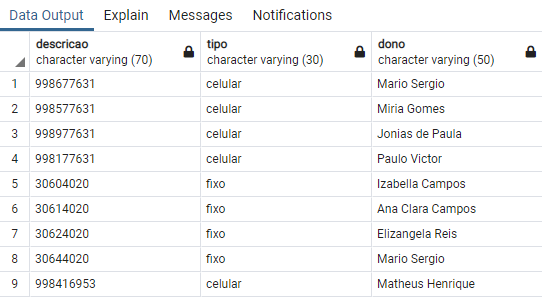 Data Output Explain Messages Notifications
descricao tipo dono
character varying (70) character varying (30) character varying (50)
1 998677631 celular Mario Sergio
2 998577631 celular Miria Gomes
3 998977631 celular Jonias de Paula
4 998177631 celular Paulo Victor
5 30604020 fixo Izabella Campos
6 30614020 fixo Ana Clara Campos
7 30624020 fixo Elizangela Reis
8 30644020 fixo Mario Sergio
9 998416953 celular Matheus Henrique